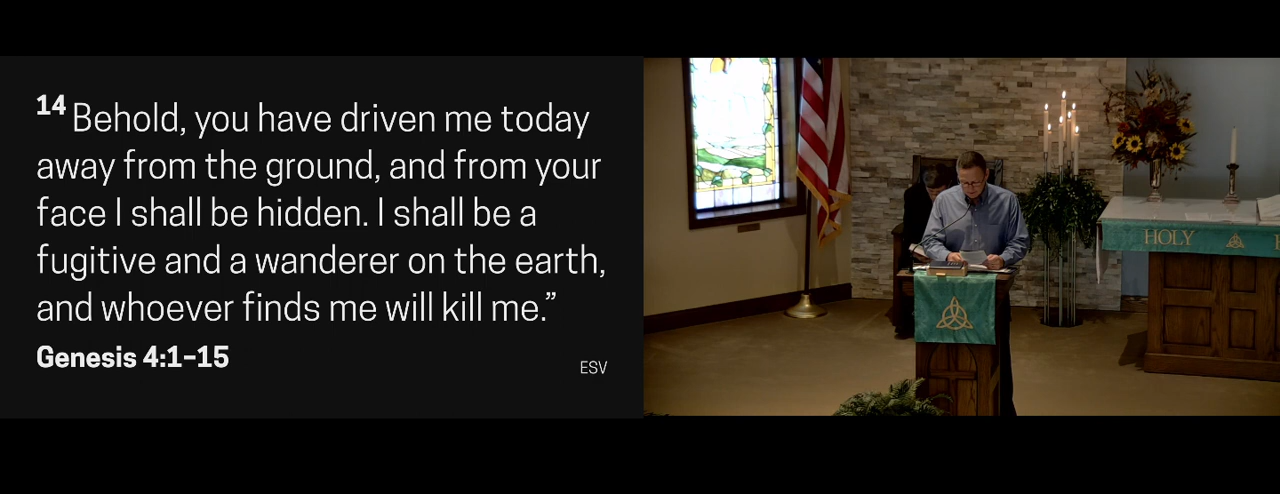 14 Behold, you have driven me today
away from the ground, and from your
face I shall be hidden. I shall be a
fugitive and a wanderer on the earth,
and whoever finds me will kill me.”
Genesis 4:1–15
ESV
HOLY